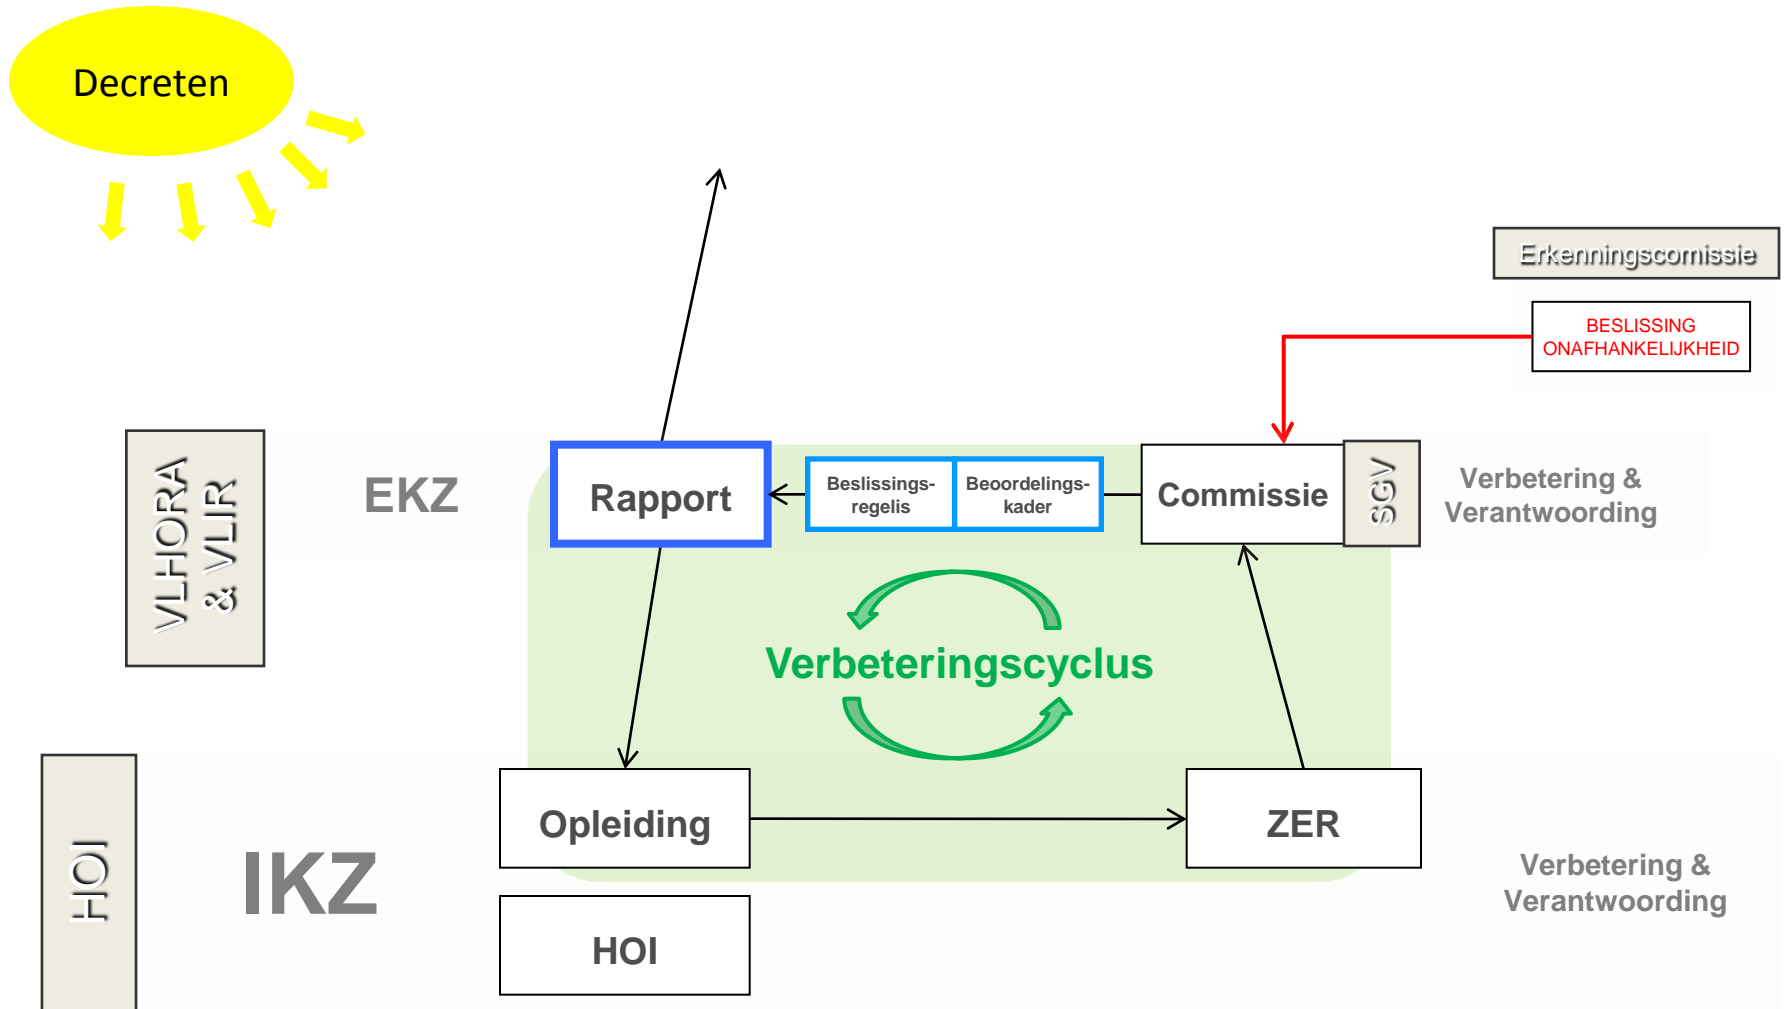 Decreten
Erkenningscomissie
BESLISSING
ONAFHANKELIJKHEID
VLHORA
& VLIR
EKZ
Rapport
Beslissings-
regelis
Beoordelings-
kader
Commissie
SGV
Verbetering &
Verantwoording
Verbeteringscyclus
HOI
IKZ
Opleiding
ZER
Verbetering &
Verantwoording
HOI